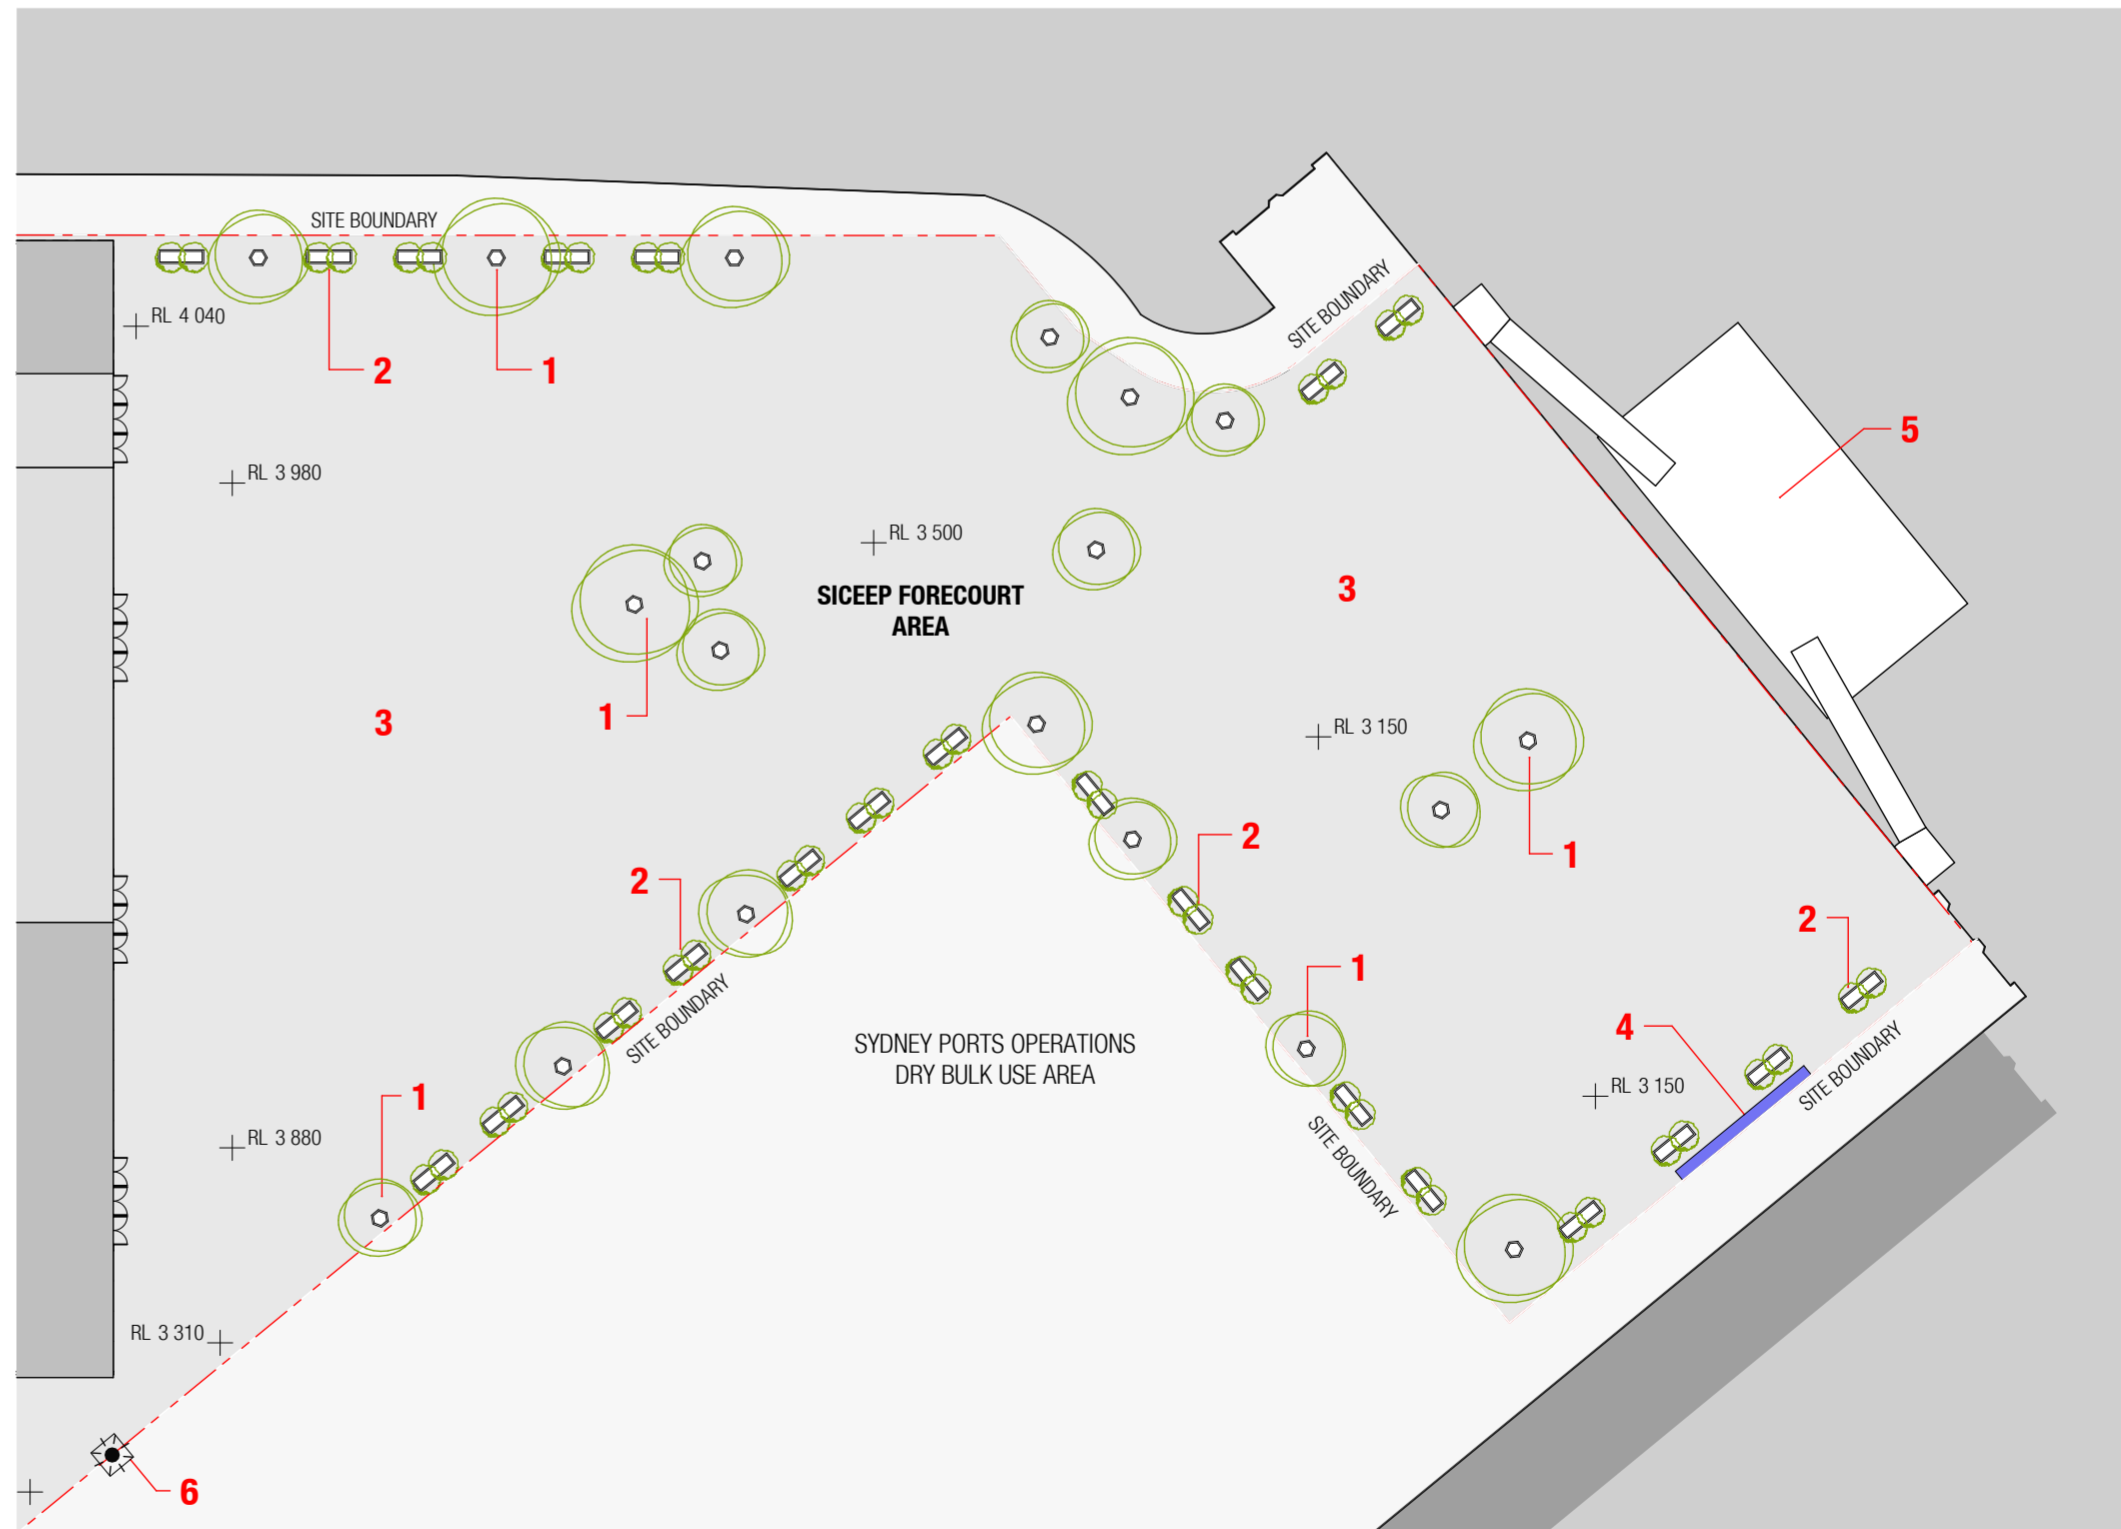 SITE BOUNDARY
SITE BOUNDARY
RL 4 040
2
1
5
RL 3 980
RL 3 500
SICEEP FORECOURT
AREA
3
1
3
RL 3 150
2
1
2
2
SITE BOUNDARY
SYDNEY PORTS OPERATIONS
DRY BULK USE AREA
1
4
SITE BOUNDARY
RL 3 150
1
RL 3 880
SITE BOUNDARY
RL 3 310
6